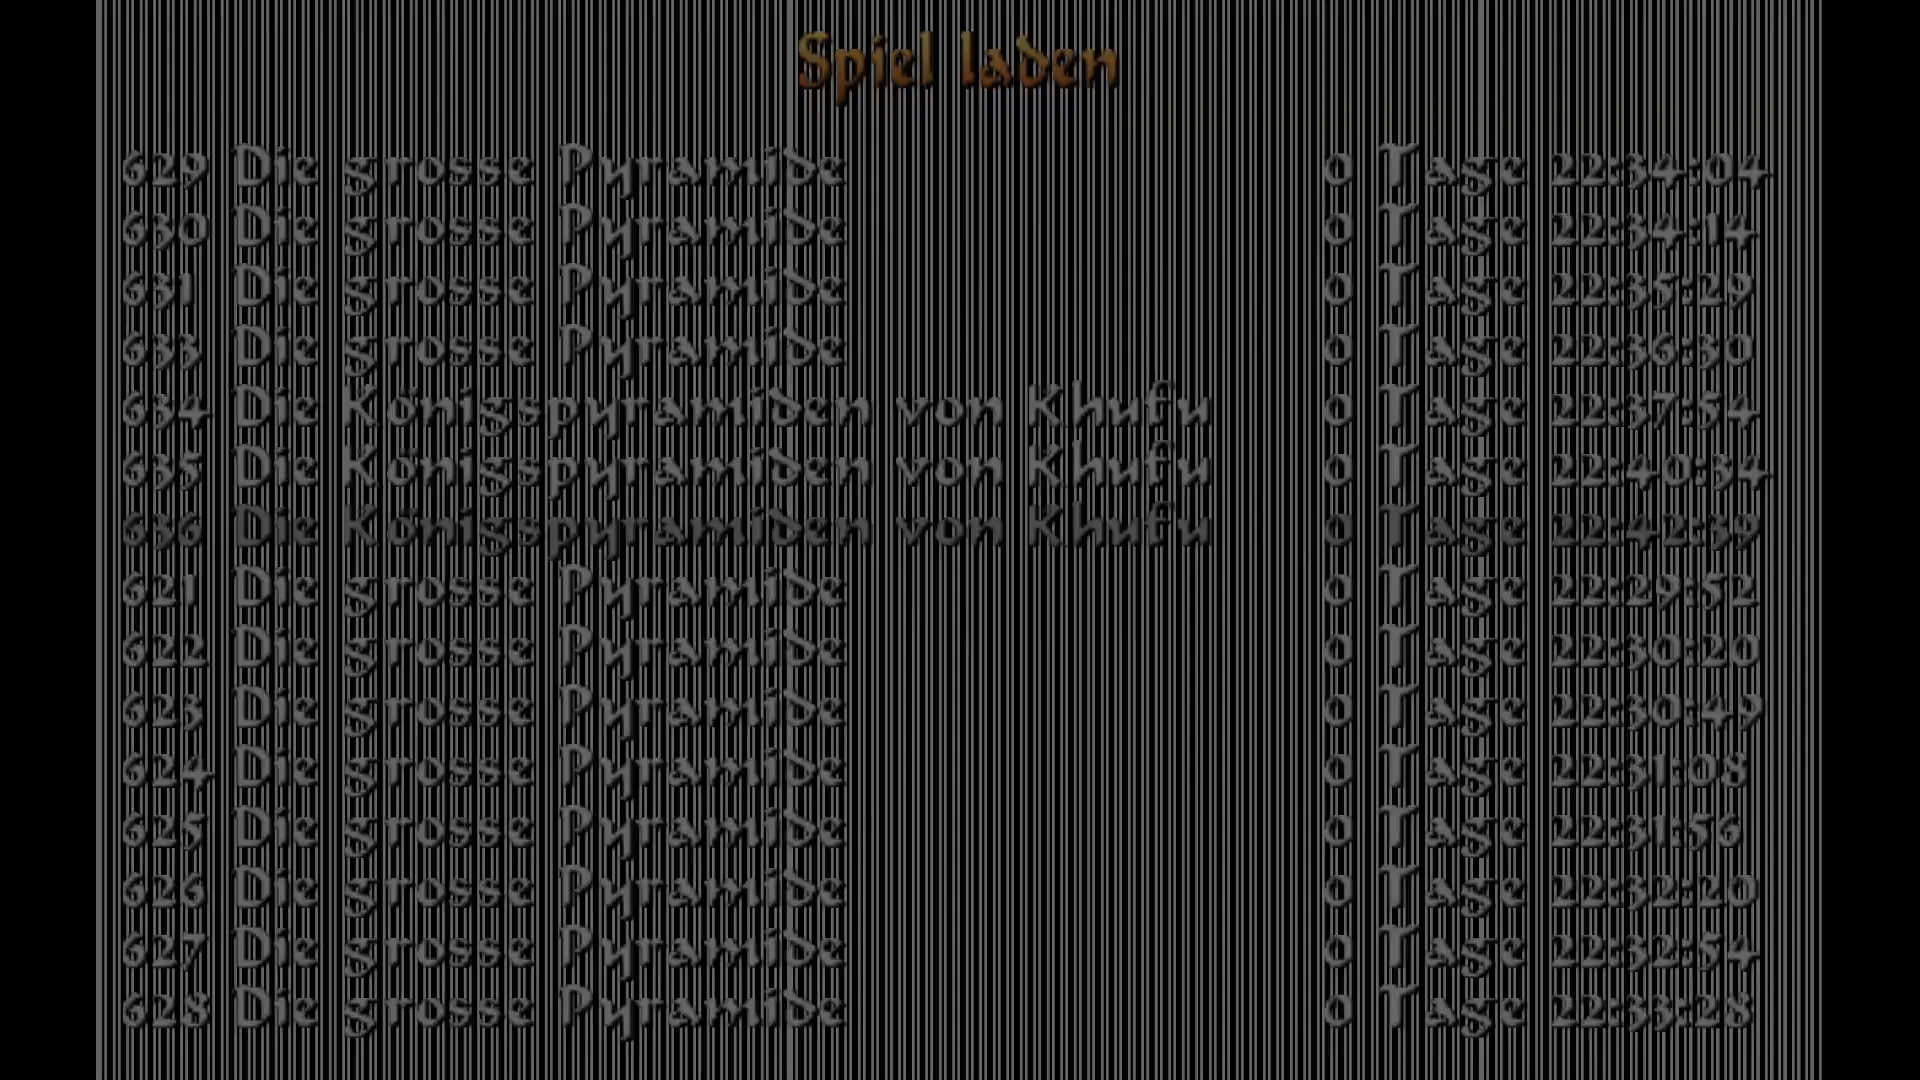 Spiel laden
629 Die grosse Pyramide 0 Tage 22:34:04
630 Die grosse Pyramide 0 Tage 22:34:14
631 Die grosse Pyramide 0 Tage 22:35:29
633 Die grosse Pyramide 0 Tage 22:36:30
634 Die Königspyramiden von Khufu 0 Tage 22:37:54
635 Die Königspyramiden von Khufu 0 Tage 22:40:34
636 Die Königspyramiden von Khufu 0 Tage 22:42:39
621 Die grosse Pyramide 0 Tage 22:29:52
622 Die grosse Pyramide 0 Tage 22:30:20
623 Die grosse Pyramide 0 Tage 22:30:49
624 Die grosse Pyramide 0 Tage 22:31:08
625 Die grosse Pyramide 0 Tage 22:31:56
626 Die grosse Pyramide 0 Tage 22:32:20
627 Die grosse Pyramide 0 Tage 22:32:54
628 Die grosse Pyramide 0 Tage 22:33:28